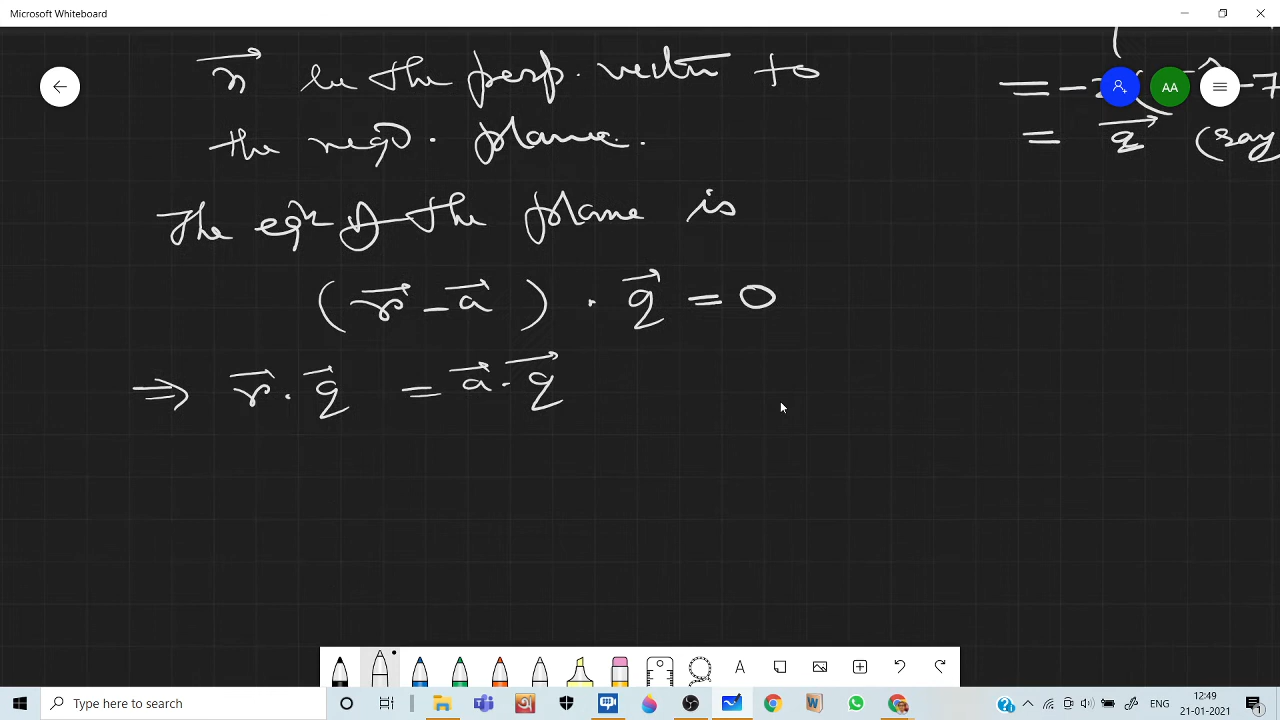 Microsoft Whiteboard
n⃗ be the perp. vector to
the reqd. plane.
The eqn of the plane is
(r⃗ - a⃗) · q⃗ = 0
⇒ r⃗ · q⃗ = a⃗ · q⃗
= q⃗ (say
AA
A
Type here to search
ENG
12:49
21-01-2021